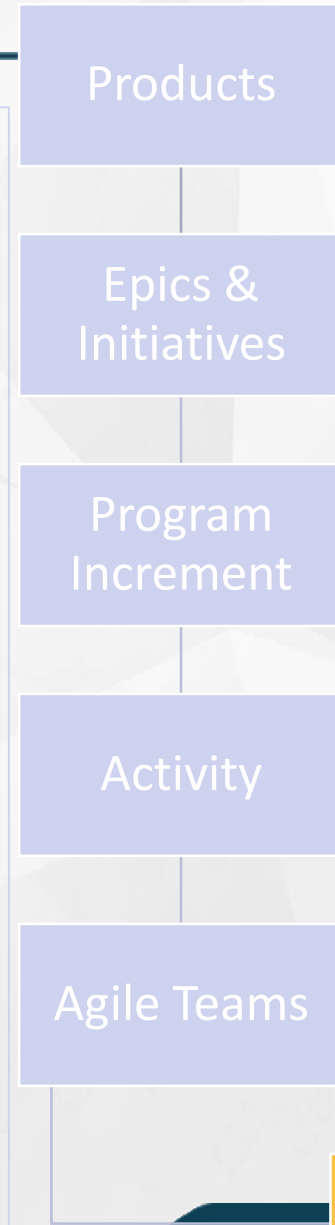 Products
Epics &
Initiatives
Program
Increment
Activity
Agile Teams